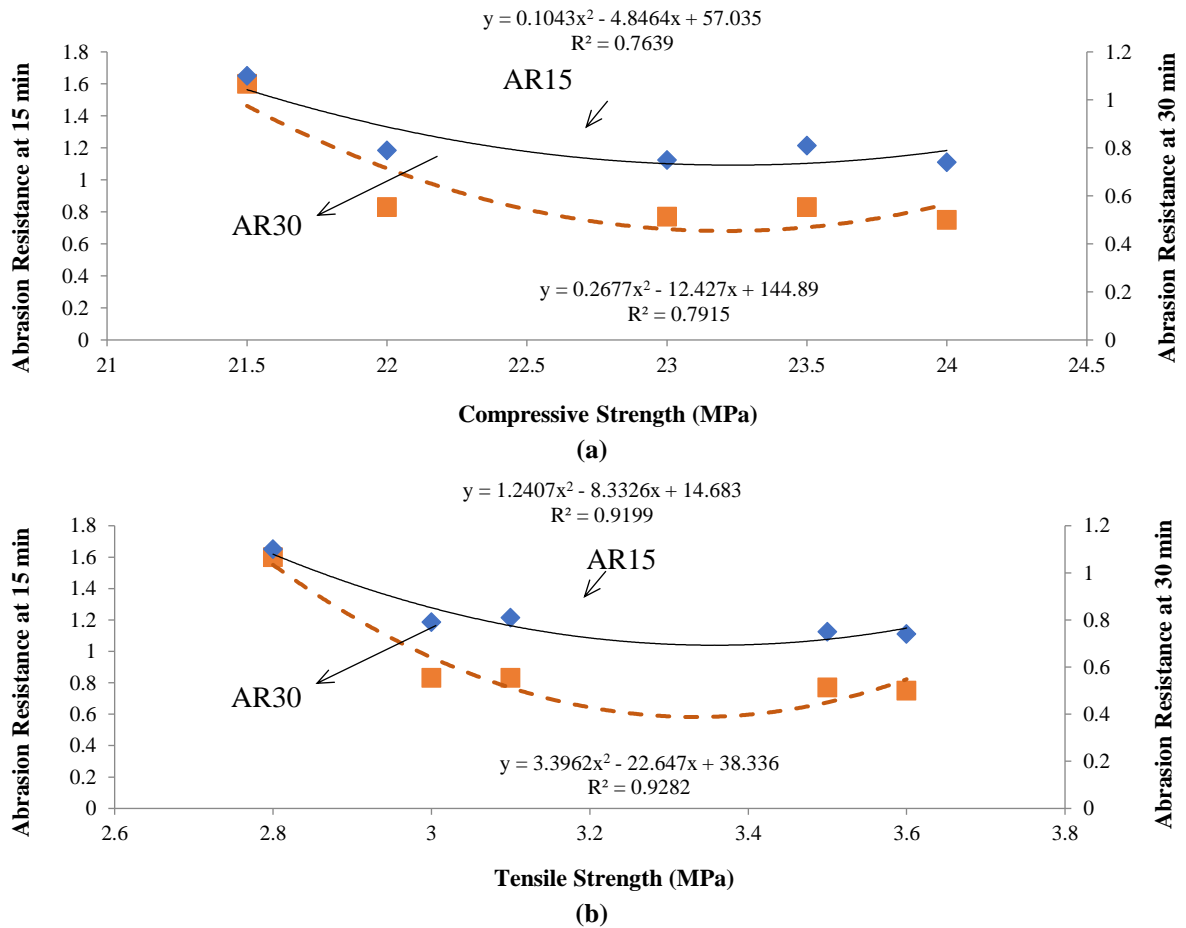 y = 0.1043x² - 4.8464x + 57.035
R² = 0.7639
Abrasion Resistance at 15 min
1.8
1.6
1.4
1.2
1
0.8
0.6
0.4
0.2
0
AR15
AR30
y = 0.2677x² - 12.427x + 144.89
R² = 0.7915
1.2
1
0.8
0.6
0.4
0.2
0
Abrasion Resistance at 30 min
21 21.5 22 22.5 23 23.5 24 24.5
Compressive Strength (MPa)
(a)
y = 1.2407x² - 8.3326x + 14.683
R² = 0.9199
Abrasion Resistance at 15 min
1.8
1.6
1.4
1.2
1
0.8
0.6
0.4
0.2
0
AR15
AR30
y = 3.3962x² - 22.647x + 38.336
R² = 0.9282
1.2
1
0.8
0.6
0.4
0.2
0
Abrasion Resistance at 30 min
2.6 2.8 3 3.2 3.4 3.6 3.8
Tensile Strength (MPa)
(b)